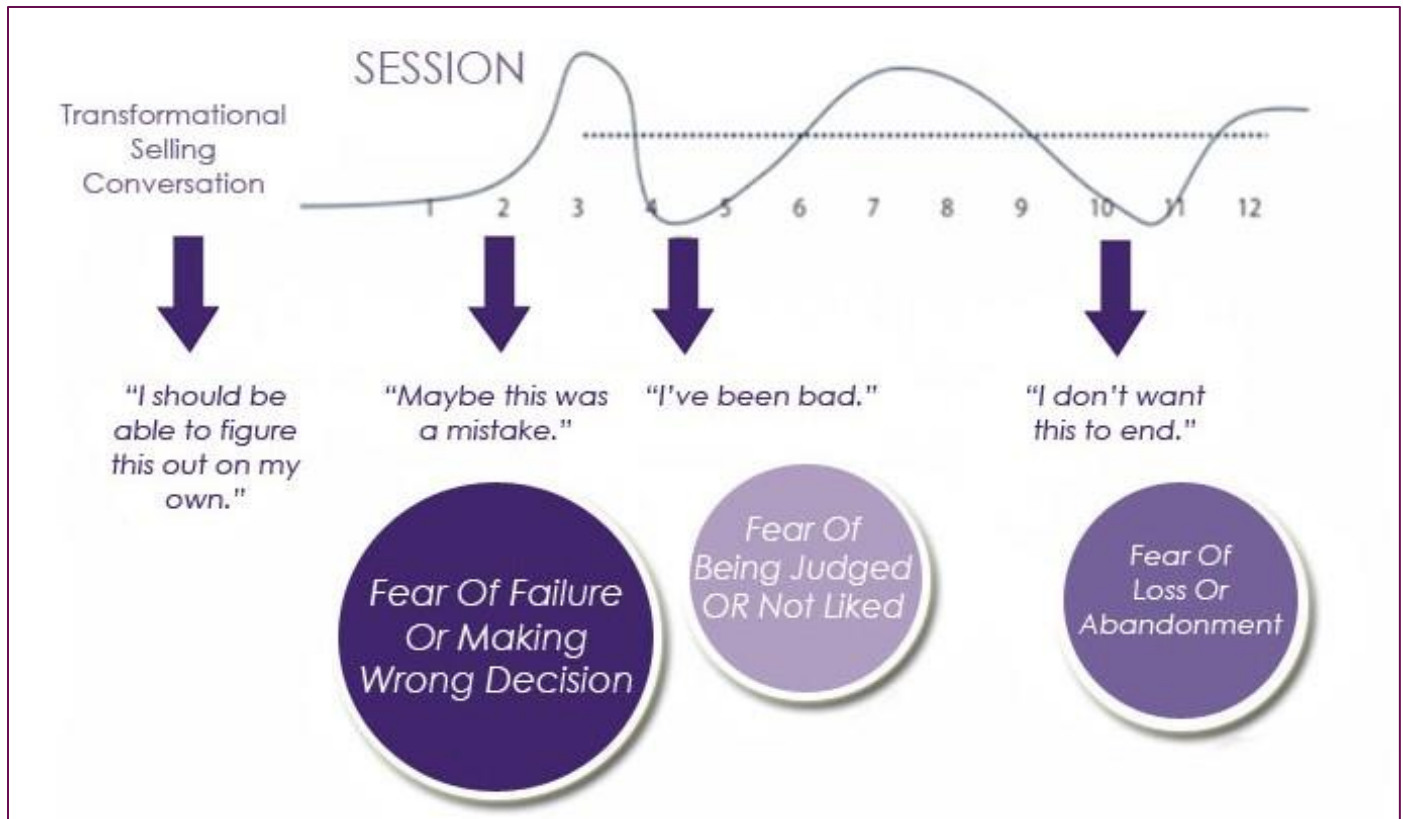 SESSION
Transformational
Selling
Conversation
1 2 3 4 5 6 7 8 9 10 11 12
“I should be
able to figure
this out on my
own.”
“Maybe this was
a mistake.”
“I’ve been bad.”
“I don’t want
this to end.”
Fear Of Failure
Or Making
Wrong Decision
Fear Of
Being Judged
OR Not Liked
Fear Of
Loss Or
Abandonment